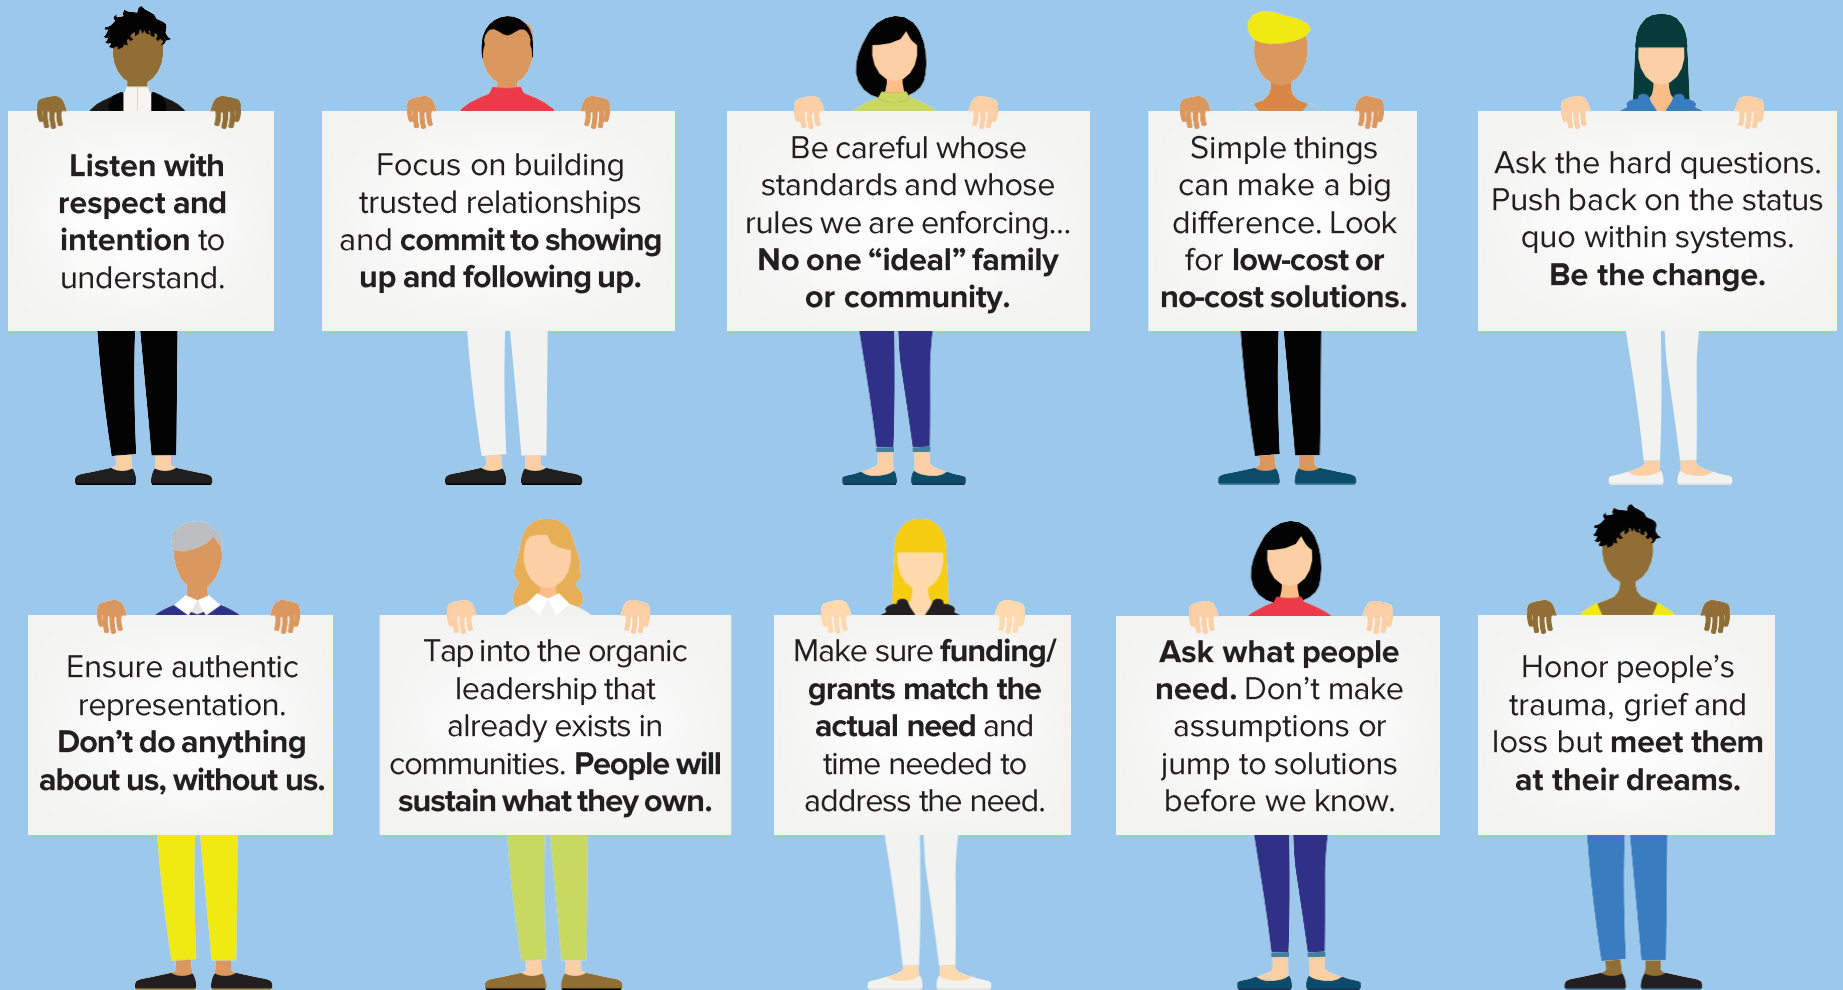 Listen with
respect and
intention to
understand.
Focus on building
trusted relationships
and commit to showing
up and following up.
Be careful whose
standards and whose
rules we are enforcing...
No one “ideal” family
or community.
Simple things
can make a big
difference. Look
for low-cost or
no-cost solutions.
Ask the hard questions.
Push back on the status
quo within systems.
Be the change.
Ensure authentic
representation.
Don’t do anything
about us, without us.
Tap into the organic
leadership that
already exists in
communities. People will
sustain what they own.
Make sure funding/
grants match the
actual need and
time needed to
address the need.
Ask what people
need. Don’t make
assumptions or
jump to solutions
before we know.
Honor people’s
trauma, grief and
loss but meet them
at their dreams.